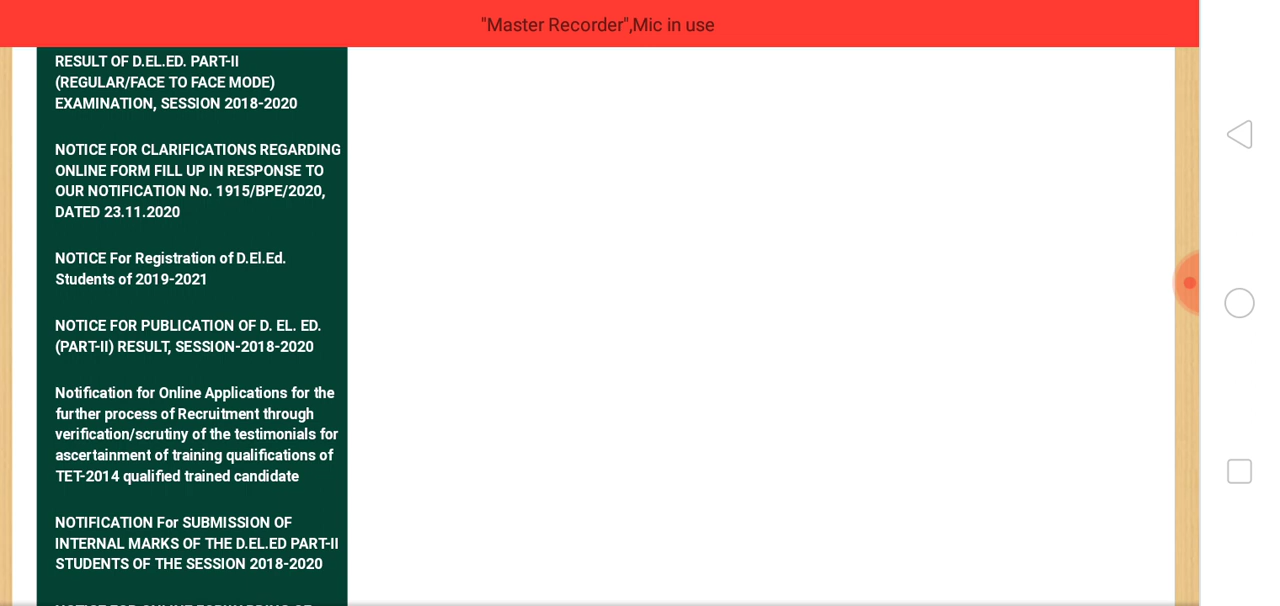 "Master Recorder",Mic in use
RESULT OF D.EL.ED. PART-II
(REGULAR/FACE TO FACE MODE)
EXAMINATION, SESSION 2018-2020
NOTICE FOR CLARIFICATIONS REGARDING
ONLINE FORM FILL UP IN RESPONSE TO
OUR NOTIFICATION No. 1915/BPE/2020,
DATED 23.11.2020
NOTICE For Registration of D.El.Ed.
Students of 2019-2021
NOTICE FOR PUBLICATION OF D. EL. ED.
(PART-II) RESULT, SESSION-2018-2020
Notification for Online Applications for the
further process of Recruitment through
verification/scrutiny of the testimonials for
ascertainment of training qualifications of
TET-2014 qualified trained candidate
NOTIFICATION For SUBMISSION OF
INTERNAL MARKS OF THE D.EL.ED PART-II
STUDENTS OF THE SESSION 2018-2020